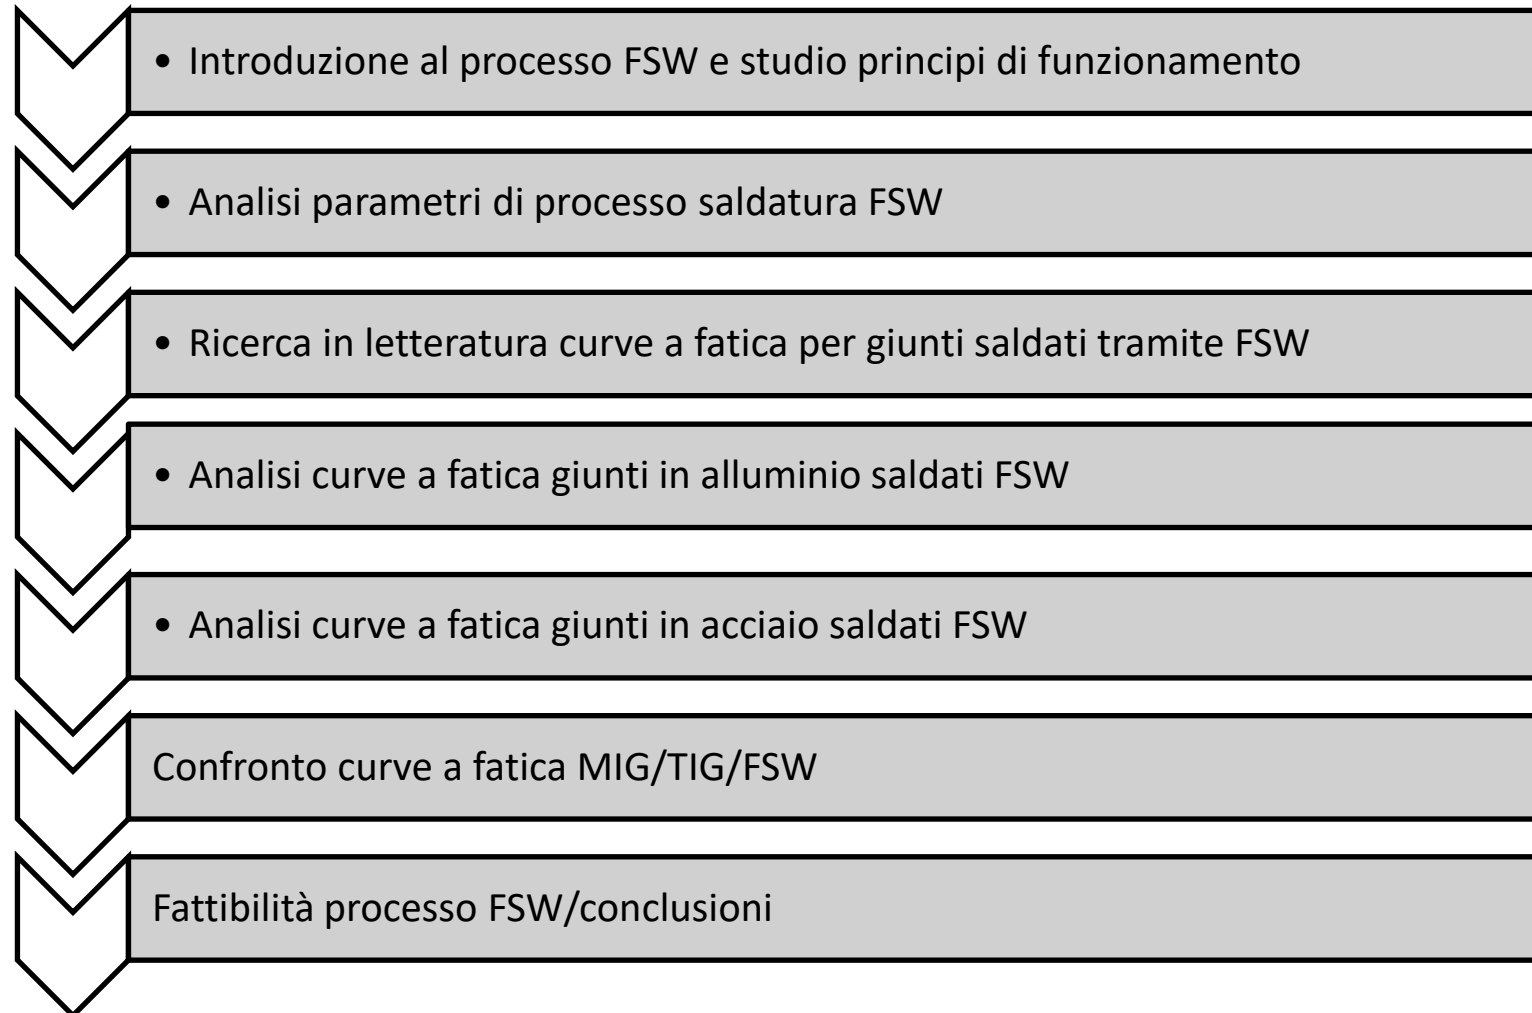 • Introduzione al processo FSW e studio principi di funzionamento
• Analisi parametri di processo saldatura FSW
• Ricerca in letteratura curve a fatica per giunti saldati tramite FSW
• Analisi curve a fatica giunti in alluminio saldati FSW
• Analisi curve a fatica giunti in acciaio saldati FSW
Confronto curve a fatica MIG/TIG/FSW
Fattibilità processo FSW/conclusioni